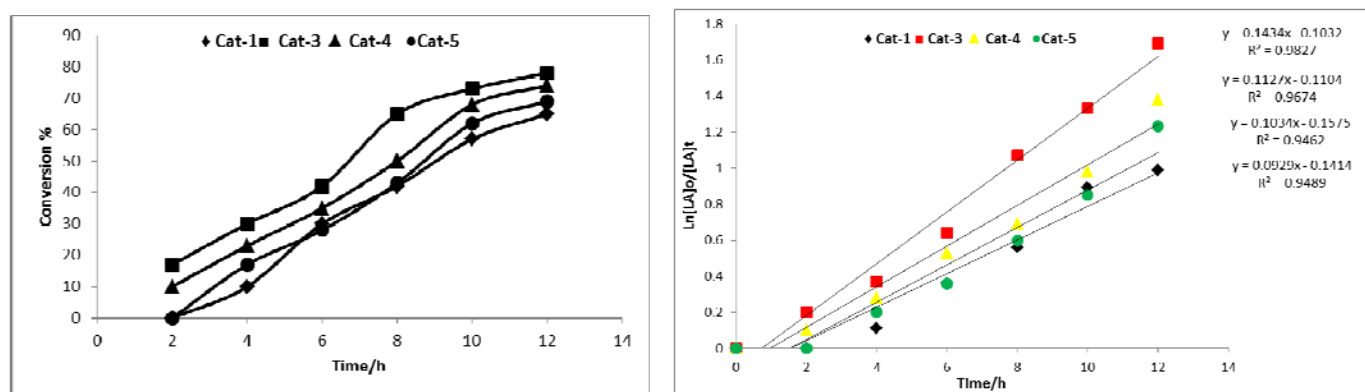 Cat-1 Cat-3 Cat-4 Cat-5
90
80
70
60
50
40
30
20
10
0
Conversion %
0 2 4 6 8 10 12 14
Time/h
Cat-1 Cat-3 Cat-4 Cat-5
1.8
1.6
1.4
1.2
1
0.8
0.6
0.4
0.2
0
Ln[LA]o/[LA]t
0 2 4 6 8 10 12 14
Time/h
y 0.1434x 0.1032
R² 0.9827
y 0.1127x - 0.1104
R² 0.9674
y = 0.1034x - 0.1575
R² = 0.9462
y 0.0929x - 0.1414
R² 0.9489